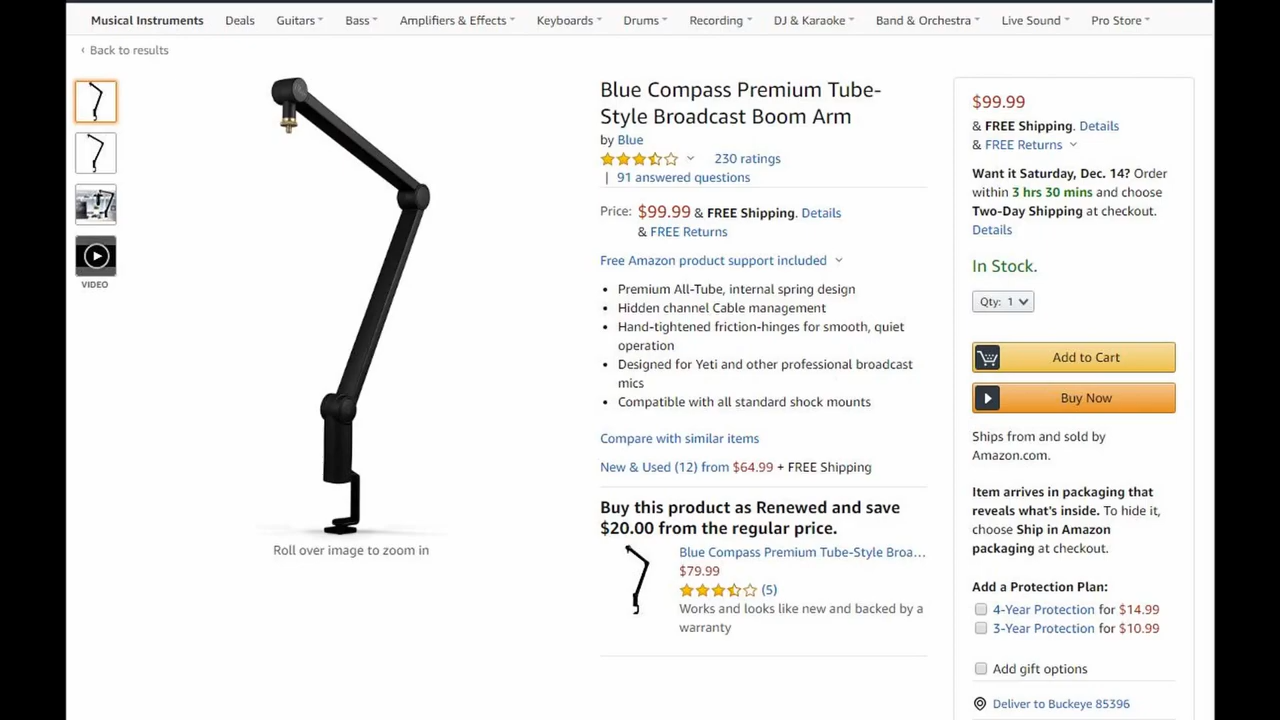 Musical Instruments Deals Guitars Bass Amplifiers & Effects Keyboards Drums Recording DJ & Karaoke Band & Orchestra Live Sound Pro Store
‹ Back to results
VIDEO
Roll over image to zoom in
Blue Compass Premium Tube-
Style Broadcast Boom Arm
by Blue
230 ratings
| 91 answered questions
Price: $99.99 & FREE Shipping. Details
& FREE Returns
Free Amazon product support included
• Premium All-Tube, internal spring design
• Hidden channel Cable management
• Hand-tightened friction-hinges for smooth, quiet
operation
• Designed for Yeti and other professional broadcast
mics
• Compatible with all standard shock mounts
Compare with similar items
New & Used (12) from $64.99 + FREE Shipping
Buy this product as Renewed and save
$20.00 from the regular price.
Blue Compass Premium Tube-Style Broa...
$79.99
(5)
Works and looks like new and backed by a
warranty
$99.99
& FREE Shipping. Details
& FREE Returns
Want it Saturday, Dec. 14? Order
within 3 hrs 30 mins and choose
Two-Day Shipping at checkout.
Details
In Stock.
Qty: 1
Add to Cart
Buy Now
Ships from and sold by
Amazon.com.
Item arrives in packaging that
reveals what's inside. To hide it,
choose Ship in Amazon
packaging at checkout.
Add a Protection Plan:
4-Year Protection for $14.99
3-Year Protection for $10.99
Add gift options
Deliver to Buckeye 85396